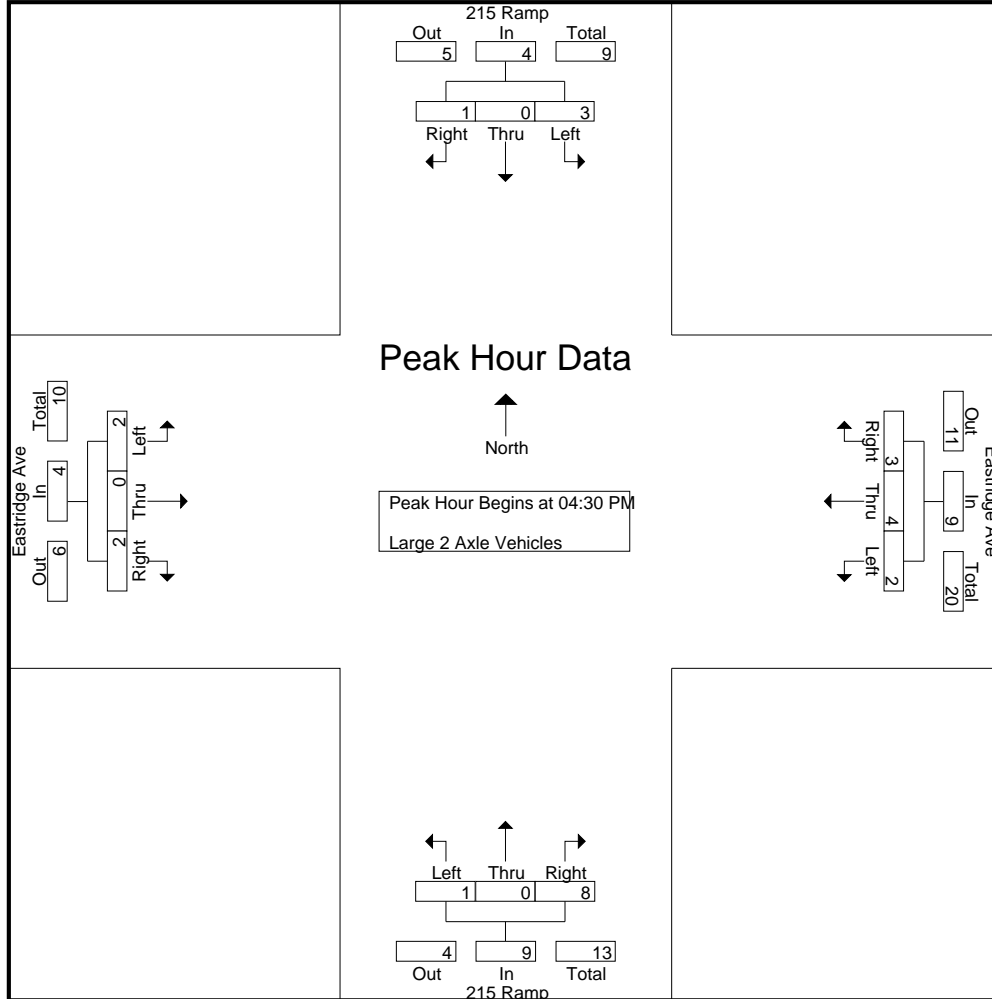 215 Ramp
Out In Total
5 4 9
1 0 3
Right Thru Left
Peak Hour Data
North
Peak Hour Begins at 04:30 PM
Large 2 Axle Vehicles
Eastridge Ave
Total In Out
10 4 6
2 0 2
Left Thru Right
Right Thru Left
3 4 2
Out In Total
11 9 20
Eastridge Ave
Left Thru Right
1 0 8
4 9 13
Out In Total
215 Ramp